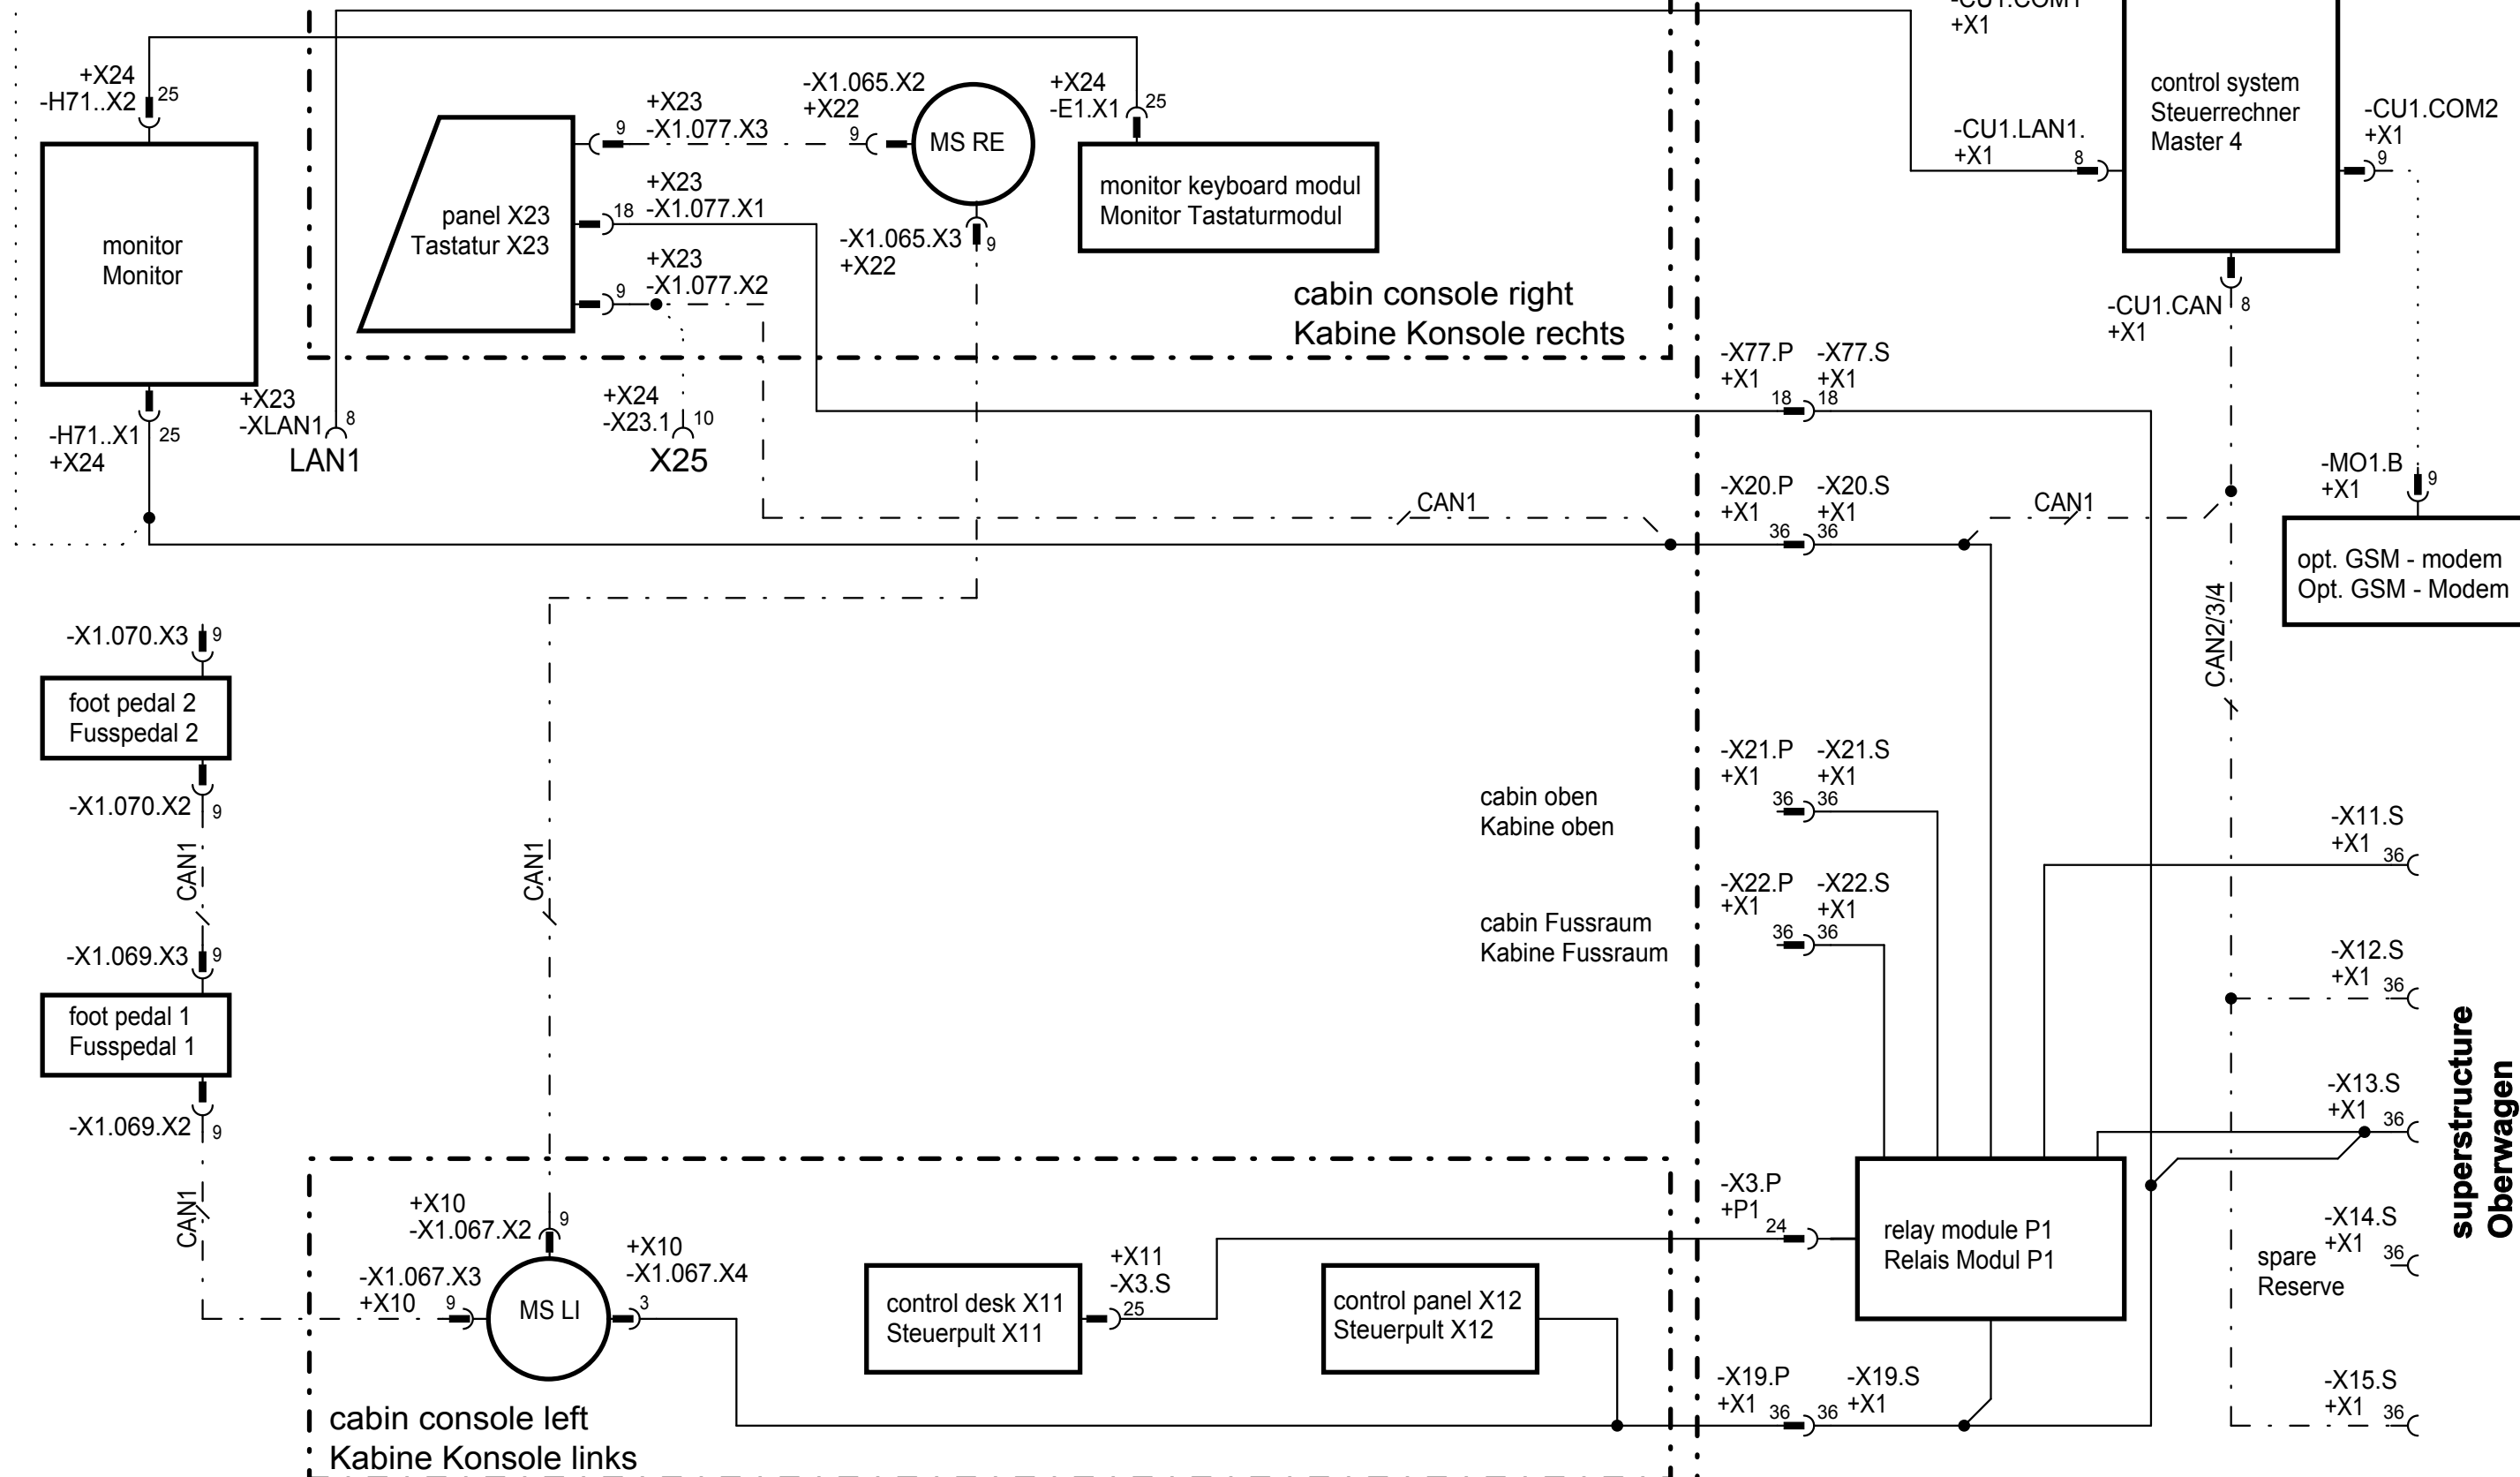 -CU1.COM1
+X1
+X24
-H71..X2
25
monitor
Monitor
-H71..X1
+X24
25
+X23
-XLAN1
8
LAN1
panel X23
Tastatur X23
9
+X23
-X1.077.X3
18
+X23
-X1.077.X1
9
+X23
-X1.077.X2
+X24
-X23.1
10
X25
-X1.065.X2
+X22
9
MS RE
-X1.065.X3
+X22
9
+X24
-E1.X1
25
monitor keyboard modul
Monitor Tastaturmodul
cabin console right
Kabine Konsole rechts
control system
Steuerrechner
Master 4
-CU1.LAN1.
+X1
8
-CU1.COM2
+X1
9
-CU1.CAN
+X1
8
-X77.P
+X1
18
-X77.S
+X1
18
-X20.P
+X1
36
-X20.S
+X1
36
CAN1
CAN1
-MO1.B
+X1
9
opt. GSM - modem
Opt. GSM - Modem
CAN2/3/4
-X1.070.X3
9
foot pedal 2
Fusspedal 2
-X1.070.X2
9
CAN1
-X1.069.X3
9
foot pedal 1
Fusspedal 1
-X1.069.X2
9
CAN1
CAN1
cabin oben
Kabine oben
-X21.P
+X1
36
-X21.S
+X1
36
cabin Fussraum
Kabine Fussraum
-X22.P
+X1
36
-X22.S
+X1
36
-X11.S
+X1
36
-X12.S
+X1
36
-X13.S
+X1
36
-X14.S
+X1
36
spare
Reserve
-X15.S
+X1
36
superstructure
Oberwagen
+X10
-X1.067.X2
9
-X1.067.X3
+X10
9
MS LI
+X10
-X1.067.X4
3
control desk X11
Steuerpult X11
+X11
-X3.S
25
control panel X12
Steuerpult X12
-X3.P
+P1
24
relay module P1
Relais Modul P1
-X19.P
+X1
36
-X19.S
+X1
36
cabin console left
Kabine Konsole links